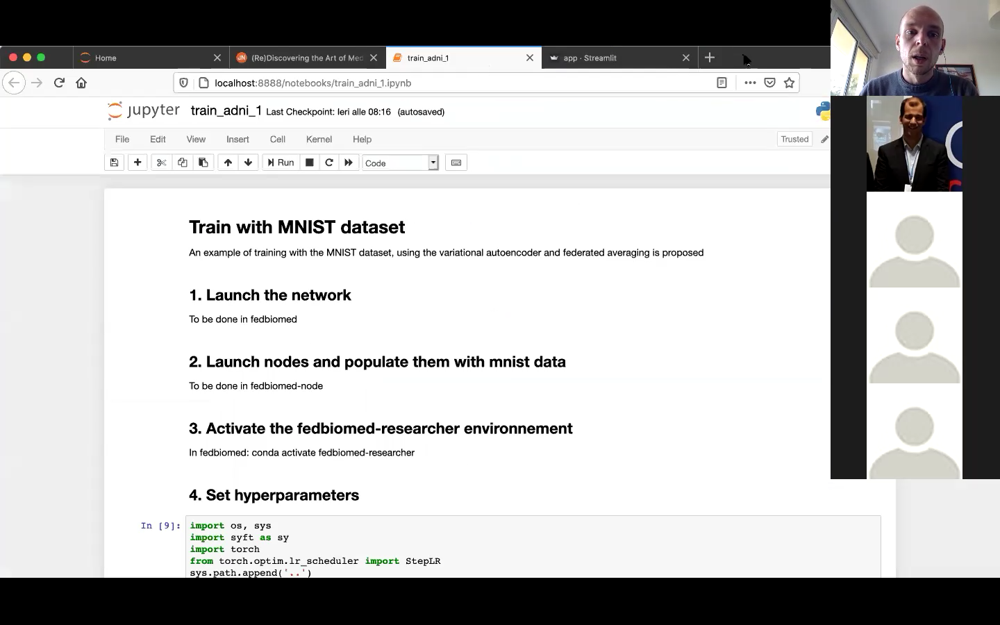 Home
(Re)Discovering the Art of Med
train_adni_1
app · Streamlit
localhost:8888/notebooks/train_adni_1.ipynb
jupyter train_adni_1 Last Checkpoint: Ieri alle 08:16 (autosaved)
File Edit View Insert Cell Kernel Help
Trusted
Run
Code
Train with MNIST dataset
An example of training with the MNIST dataset, using the variational autoencoder and federated averaging is proposed
1. Launch the network
To be done in fedbiomed
2. Launch nodes and populate them with mnist data
To be done in fedbiomed-node
3. Activate the fedbiomed-researcher environnement
In fedbiomed: conda activate fedbiomed-researcher
4. Set hyperparameters
In [9]: import os, sys
import syft as sy
import torch
from torch.optim.lr_scheduler import StepLR
sys.path.append('..')